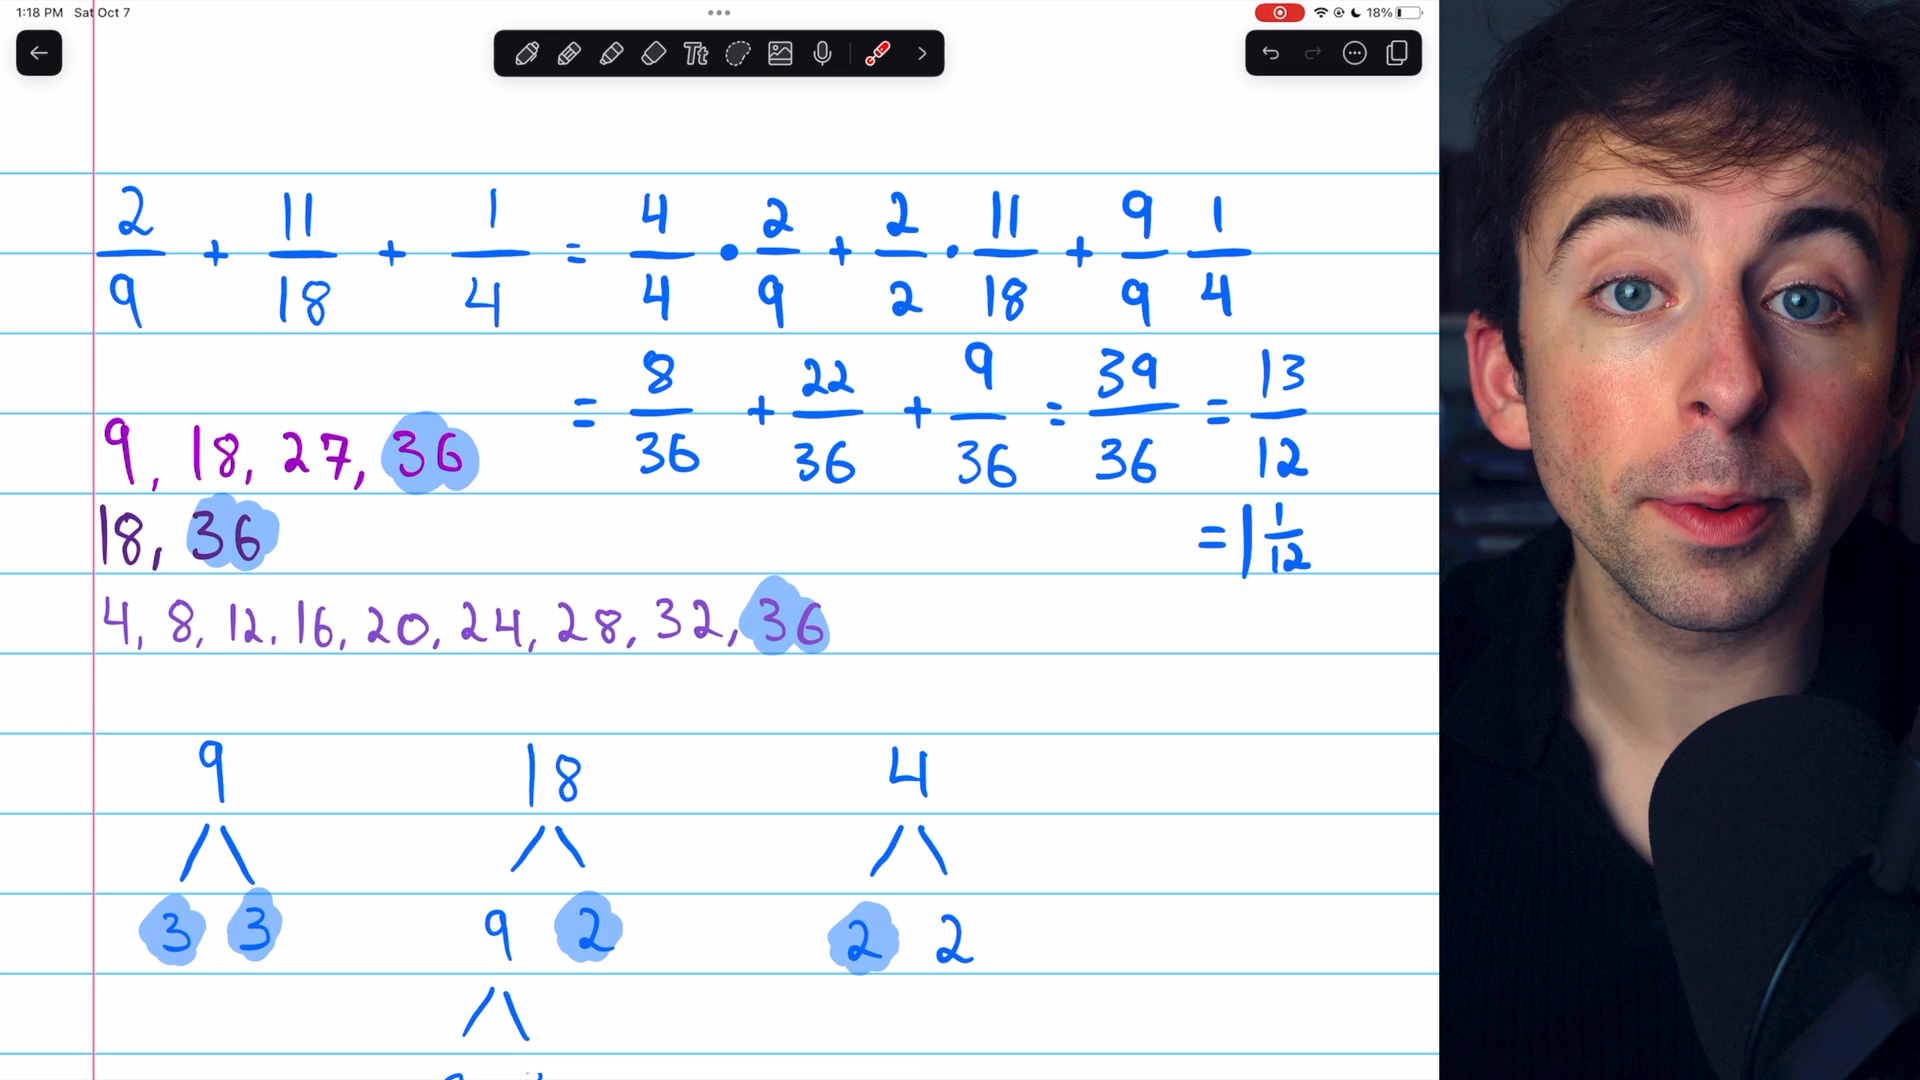 1:18 PM Sat Oct 7 18%
Tt
2/9 + 11/18 + 1/4 = 4/4 • 2/9 + 2/2 • 11/18 + 9/9 1/4
= 8/36 + 22/36 + 9/36 = 39/36 = 13/12
9, 18, 27, 36
= 1 1/12
18, 36
4, 8, 12, 16, 20, 24, 28, 32, 36
9 18 4
3 3 9 2 2 2